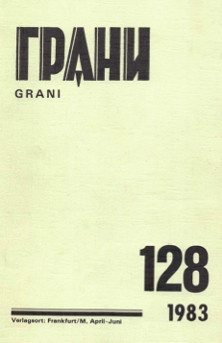 ГРАНИ
GRANI
128
1983
Verlagsort: Frankfurt/M. April-Juni